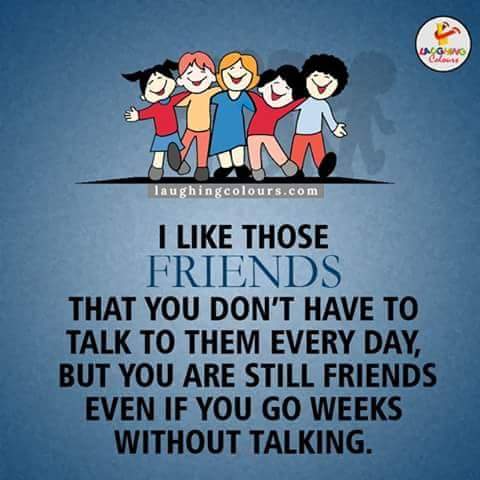 LAUGHING
Colours
laughingcolours.com
I LIKE THOSE
FRIENDS
THAT YOU DON'T HAVE TO
TALK TO THEM EVERY DAY,
BUT YOU ARE STILL FRIENDS
EVEN IF YOU GO WEEKS
WITHOUT TALKING.